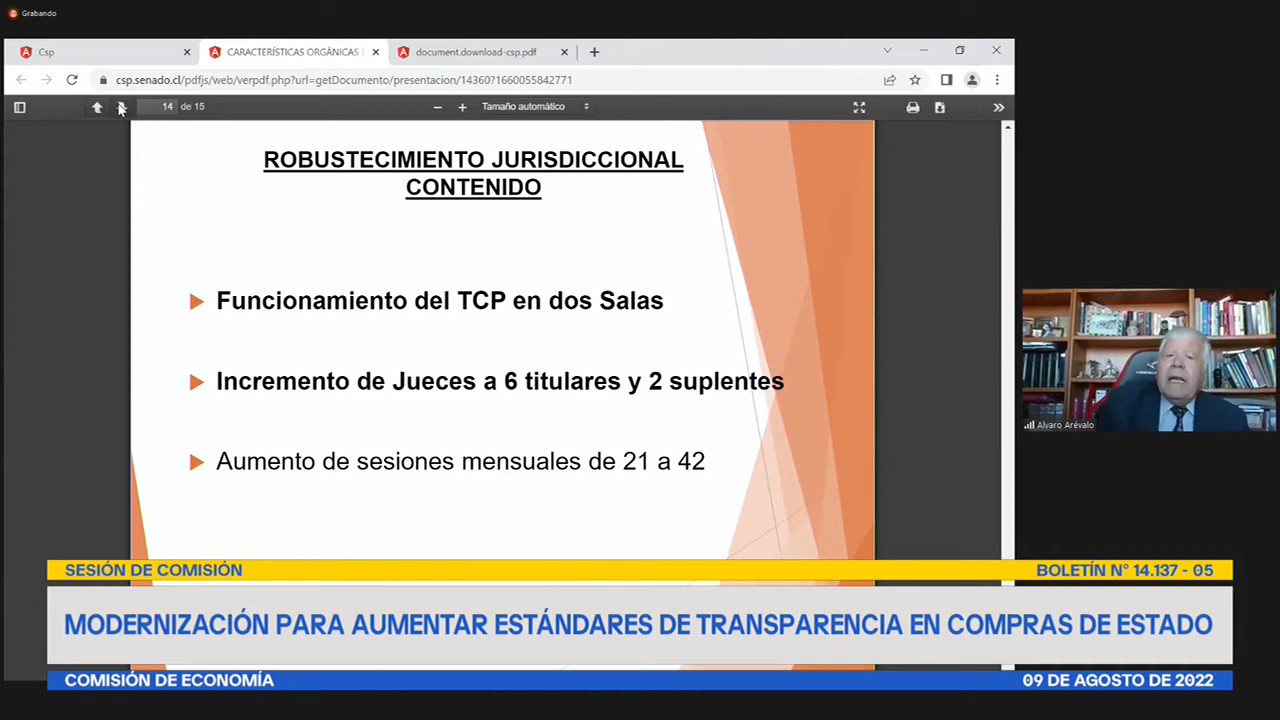 Grabando
Csp
CARACTERÍSTICAS ORGÁNICAS
document.download-csp.pdf
csp.senado.cl/pdfjs/web/verpdf.php?url=getDocumento/presentacion/14360?1660055842771
14 de 15
Tamaño automático
ROBUSTECIMIENTO JURISDICCIONAL
CONTENIDO
Funcionamiento del TCP en dos Salas
Incremento de Jueces a 6 titulares y 2 suplentes
Aumento de sesiones mensuales de 21 a 42
Alvaro Arévalo
SESIÓN DE COMISIÓN
BOLETÍN N° 14.137 - 05
MODERNIZACIÓN PARA AUMENTAR ESTÁNDARES DE TRANSPARENCIA EN COMPRAS DE ESTADO
COMISIÓN DE ECONOMÍA
09 DE AGOSTO DE 2022